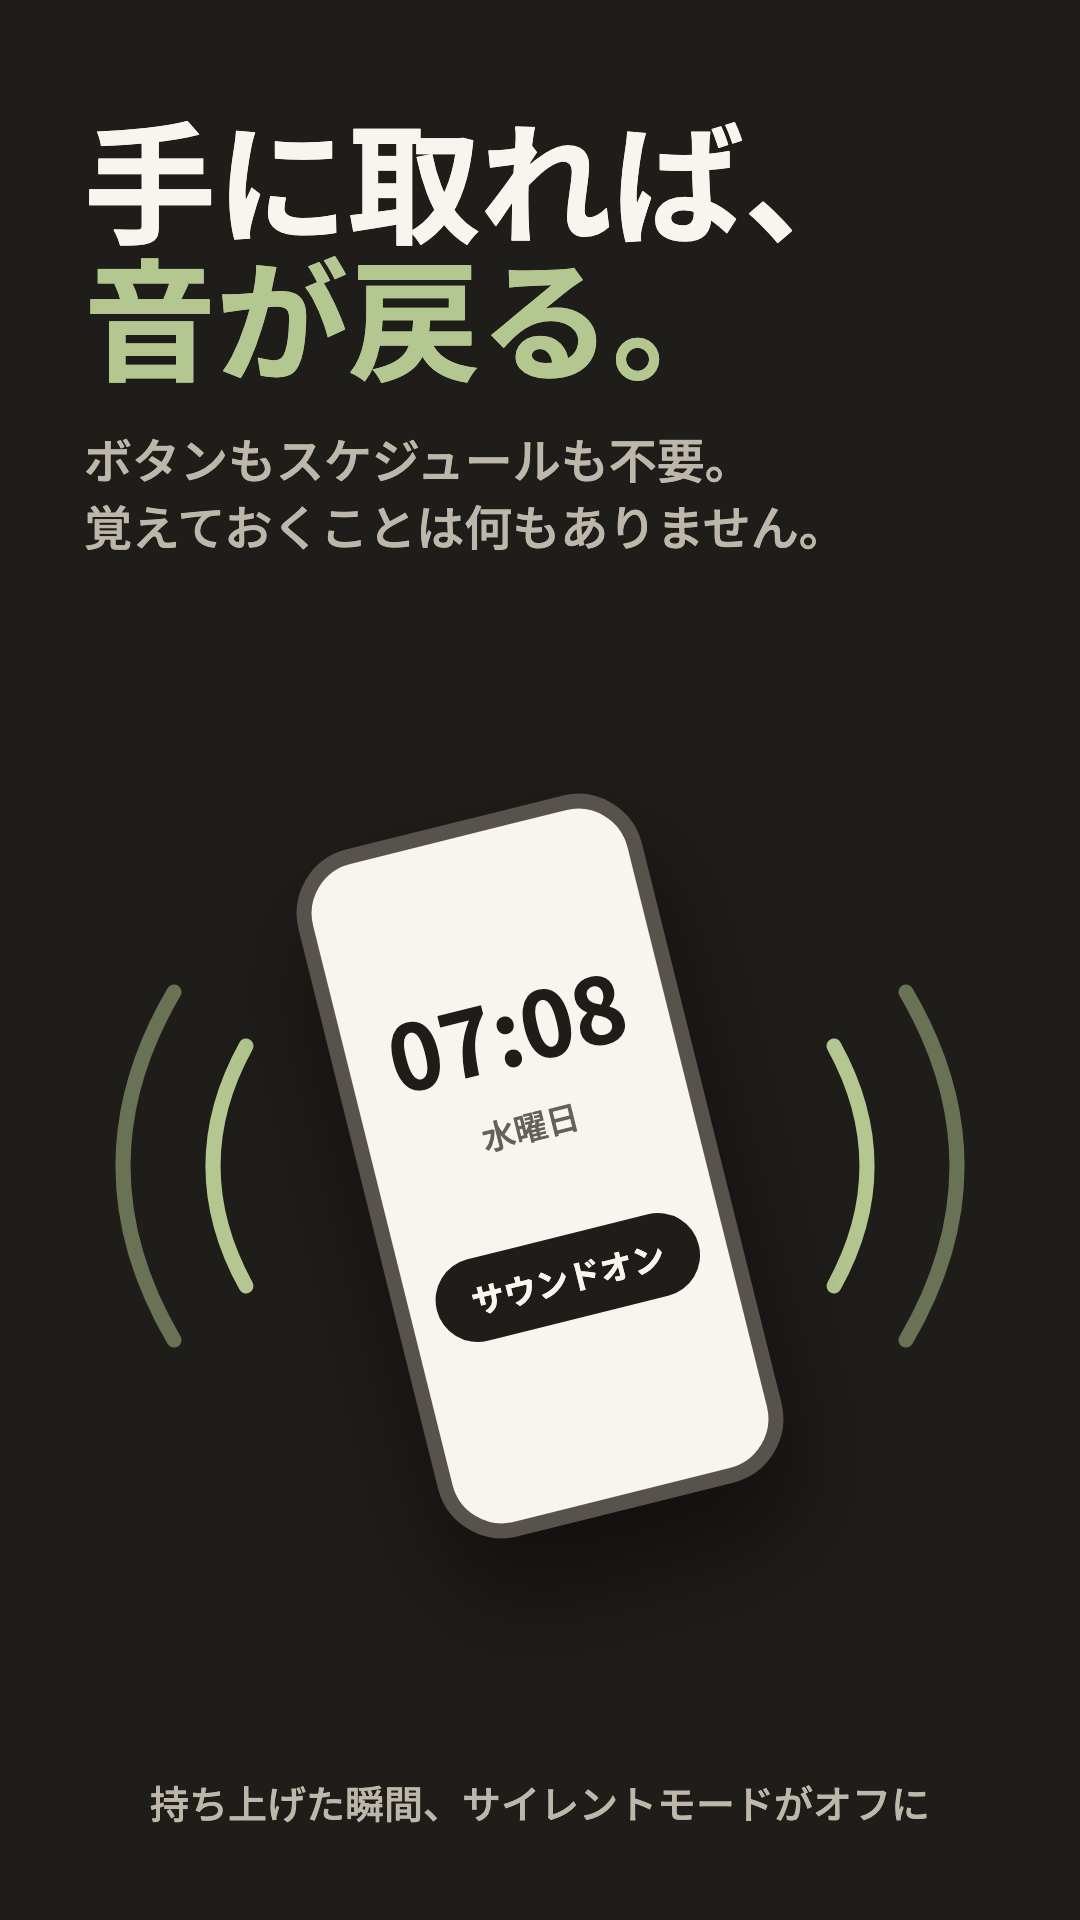 手に取れば、
音が戻る。
ボタンもスケジュールも不要。
覚えておくことは何もありません。
07:08
水曜日
サウンドオン
持ち上げた瞬間、サイレントモードがオフに